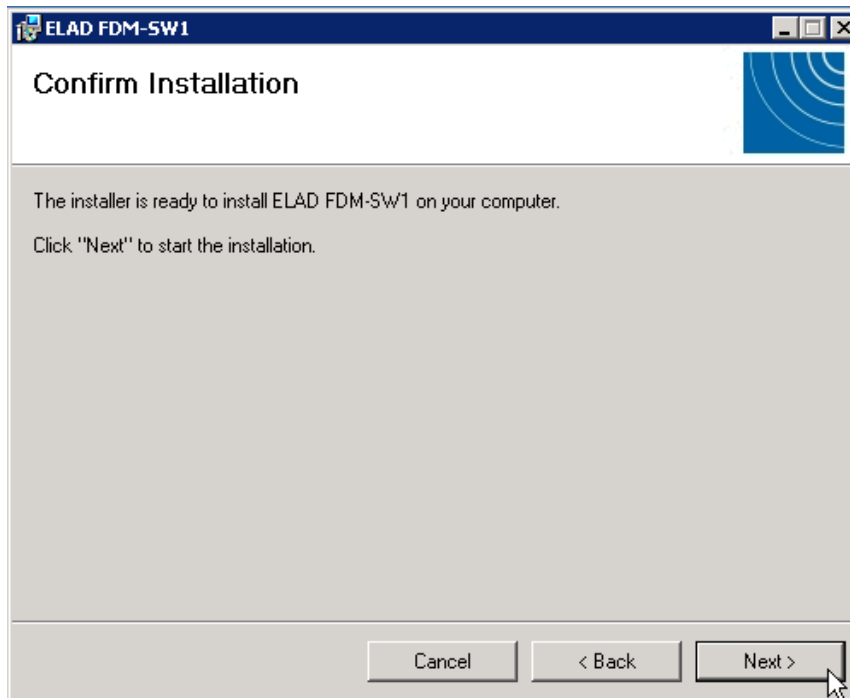 ELAD FDM-SW1
Confirm Installation
The installer is ready to install ELAD FDM-SW1 on your computer.
Click "Next" to start the installation.
Cancel
< Back
Next >